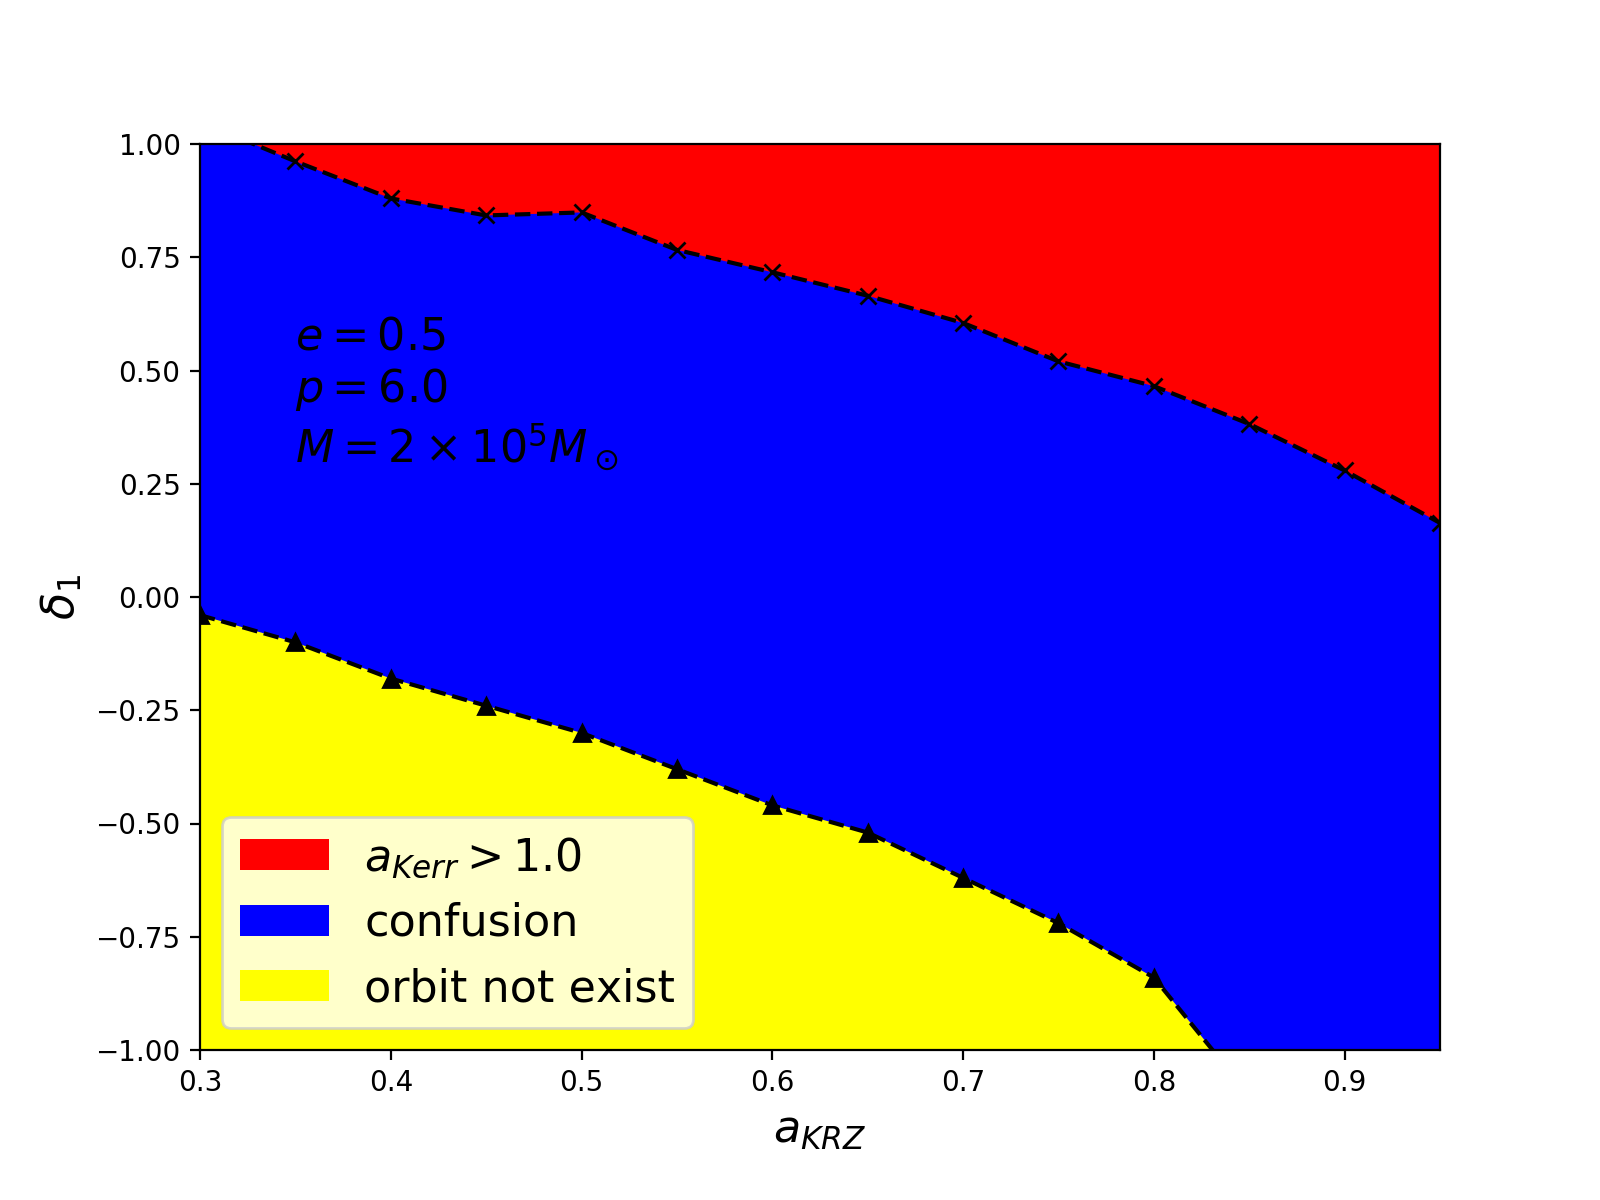 1.00
0.75
0.50
0.25
0.00
−0.25
−0.50
−0.75
−1.00
δ₁
e = 0.5
p = 6.0
M = 2 × 10⁵M☉
a_Kerr > 1.0
confusion
orbit not exist
0.3 0.4 0.5 0.6 0.7 0.8 0.9
a_KRZ